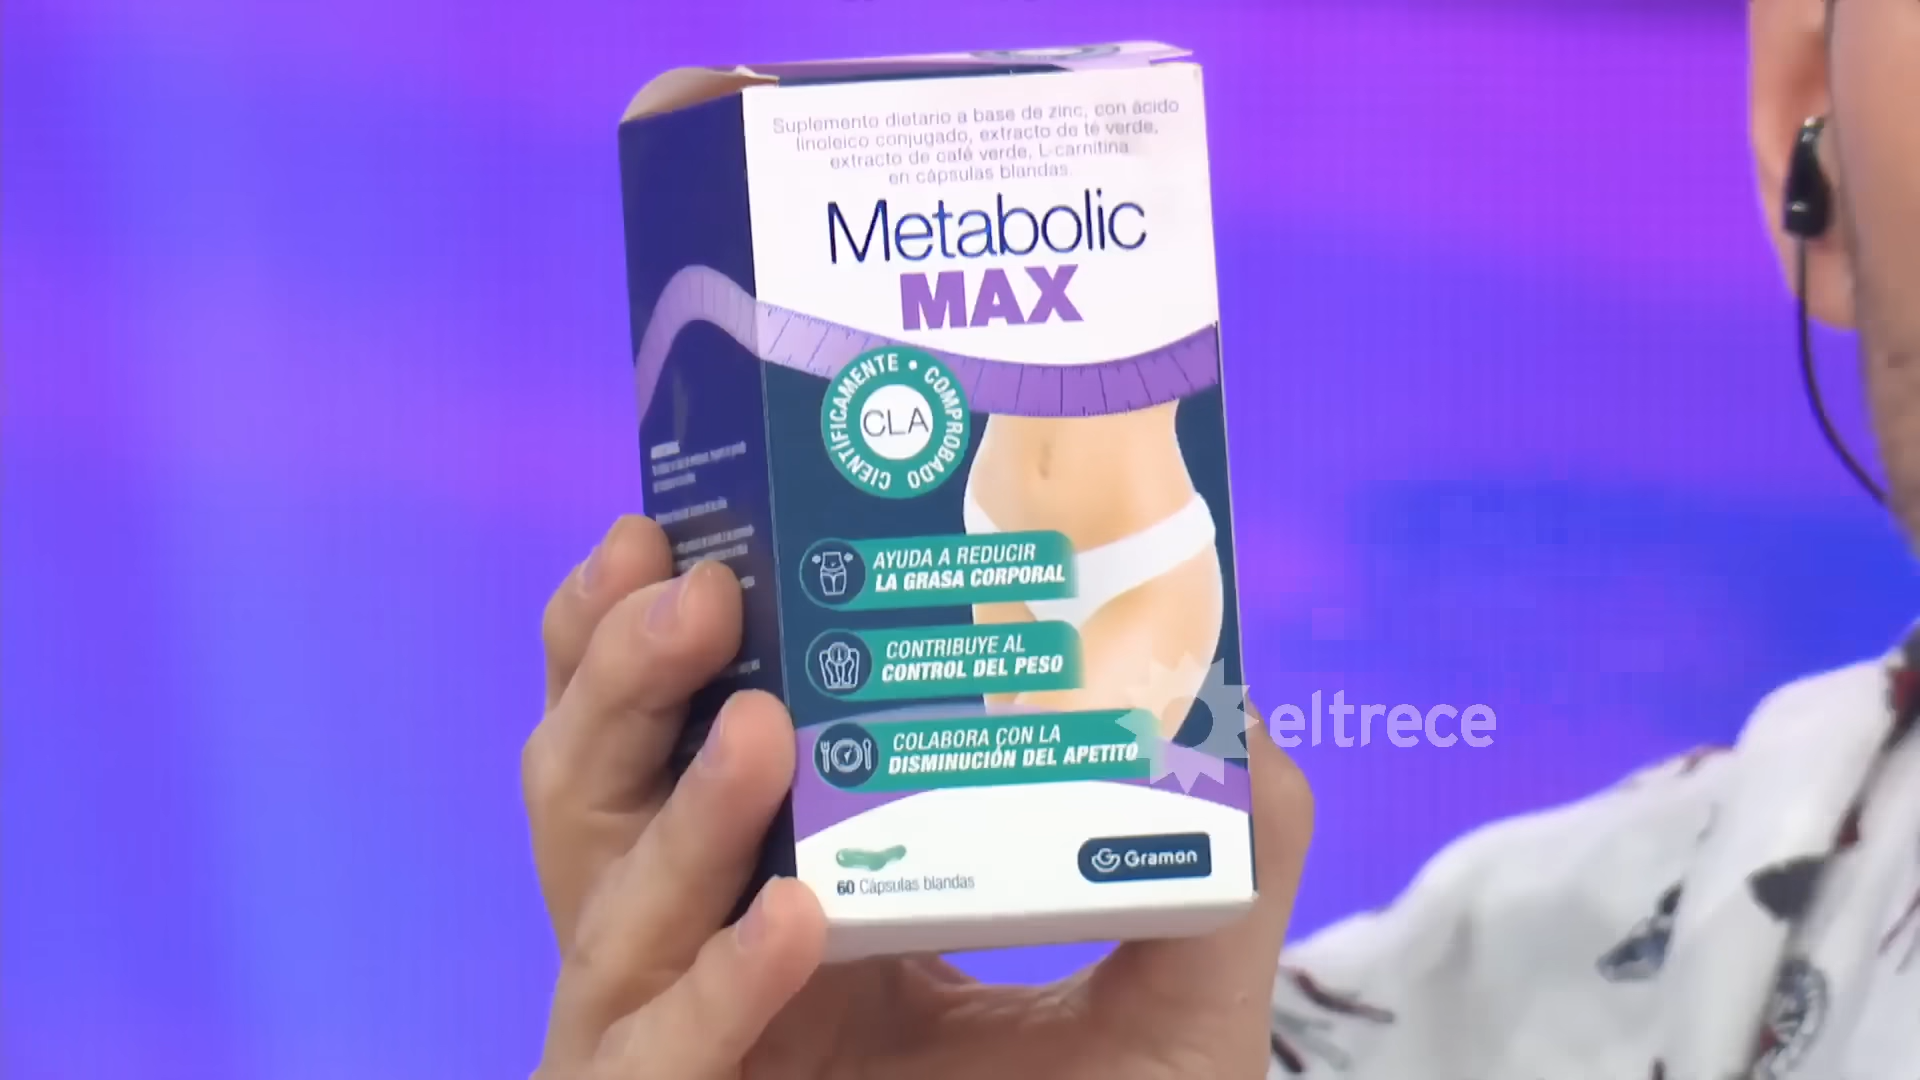 Suplemento dietario a base de zinc, con ácido
linoleico conjugado, extracto de té verde,
extracto de café verde, L-carnitina
en cápsulas blandas.
Metabolic
MAX
CIENTÍFICAMENTE • COMPROBADO
CLA
AYUDA A REDUCIR
LA GRASA CORPORAL
CONTRIBUYE AL
CONTROL DEL PESO
COLABORA CON LA
DISMINUCIÓN DEL APETITO
eltrece
60 Cápsulas blandas
Gramon